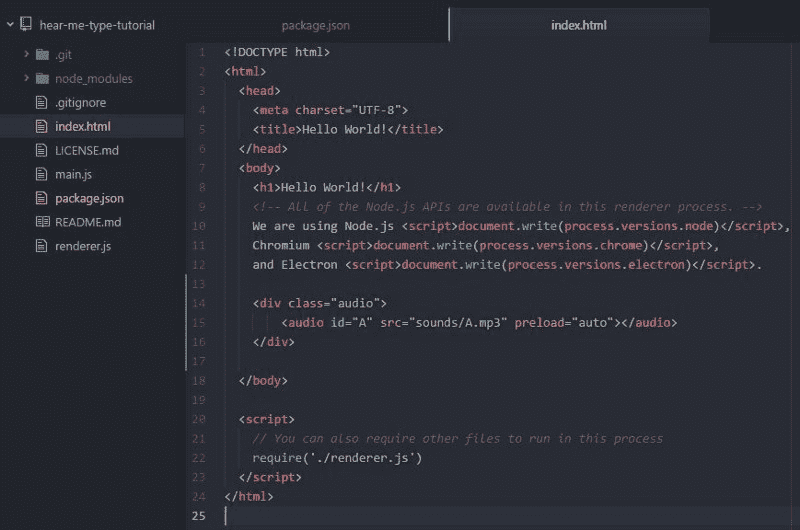 hear-me-type-tutorial
.git
node_modules
.gitignore
index.html
LICENSE.md
main.js
package.json
README.md
renderer.js
package.json
index.html
1 <!DOCTYPE html>
2 <html>
3 <head>
4 <meta charset="UTF-8">
5 <title>Hello World!</title>
6 </head>
7 <body>
8 <h1>Hello World!</h1>
9 <!-- All of the Node.js APIs are available in this renderer process. -->
10 We are using Node.js <script>document.write(process.versions.node)</script>,
11 Chromium <script>document.write(process.versions.chrome)</script>,
12 and Electron <script>document.write(process.versions.electron)</script>.
13
14 <div class="audio">
15 <audio id="A" src="sounds/A.mp3" preload="auto"></audio>
16 </div>
17
18 </body>
19
20 <script>
21 // You can also require other files to run in this process
22 require('./renderer.js')
23 </script>
24 </html>
25